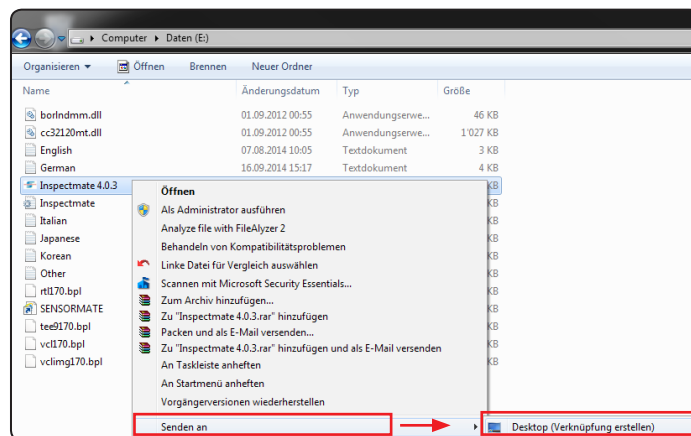 Computer Daten (E:)
Organisieren Öffnen Brennen Neuer Ordner
Name Änderungsdatum Typ Größe
borlndmm.dll 01.09.2012 00:55 Anwendungserwe... 46 KB
cc32120mt.dll 01.09.2012 00:55 Anwendungserwe... 1'027 KB
English 07.08.2014 10:05 Textdokument 3 KB
German 16.09.2014 15:17 Textdokument 4 KB
Inspectmate 4.0.3 KB
Inspectmate KB
Italian KB
Japanese KB
Korean KB
Other KB
rtl170.bpl KB
SENSORMATE KB
tee9170.bpl KB
vcl170.bpl KB
vclimg170.bpl KB
Öffnen
Als Administrator ausführen
Analyze file with FileAlyzer 2
Behandeln von Kompatibilitätsproblemen
Linke Datei für Vergleich auswählen
Scannen mit Microsoft Security Essentials...
Zum Archiv hinzufügen...
Zu "Inspectmate 4.0.3.rar" hinzufügen
Packen und als E-Mail versenden...
Zu "Inspectmate 4.0.3.rar" hinzufügen und als E-Mail versenden
An Taskleiste anheften
An Startmenü anheften
Vorgängerversionen wiederherstellen
Senden an Desktop (Verknüpfung erstellen)